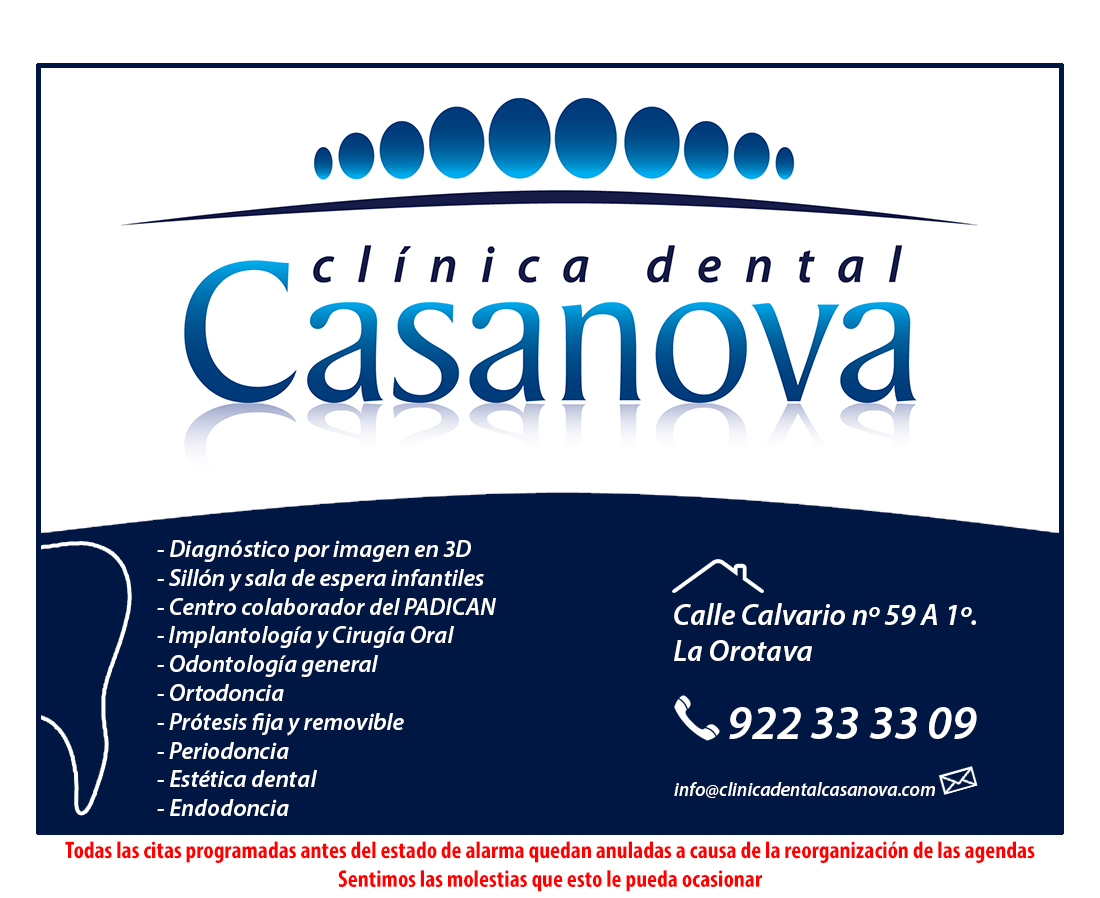 clínica dental
Casanova
- Diagnóstico por imagen en 3D
- Sillón y sala de espera infantiles
- Centro colaborador del PADICAN
- Implantología y Cirugía Oral
- Odontología general
- Ortodoncia
- Prótesis fija y removible
- Periodoncia
- Estética dental
- Endodoncia
Calle Calvario nº 59 A 1º.
La Orotava
922 33 33 09
info@clinicadentalcasanova.com
Todas las citas programadas antes del estado de alarma quedan anuladas a causa de la reorganización de las agendas
Sentimos las molestias que esto le pueda ocasionar